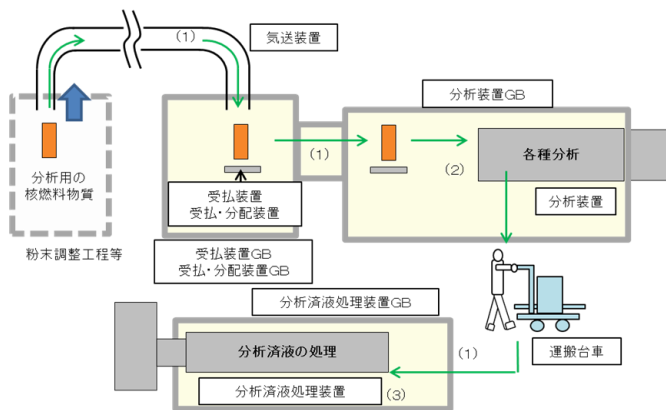 (1)
気送装置
分析装置GB
分析用の
核燃料物質
(1)
(2)
各種分析
受払装置
受払・分配装置
分析装置
粉末調整工程等
受払装置GB
受払・分配装置GB
分析済液処理装置GB
分析済液の処理
(1)
運搬台車
分析済液処理装置
(3)